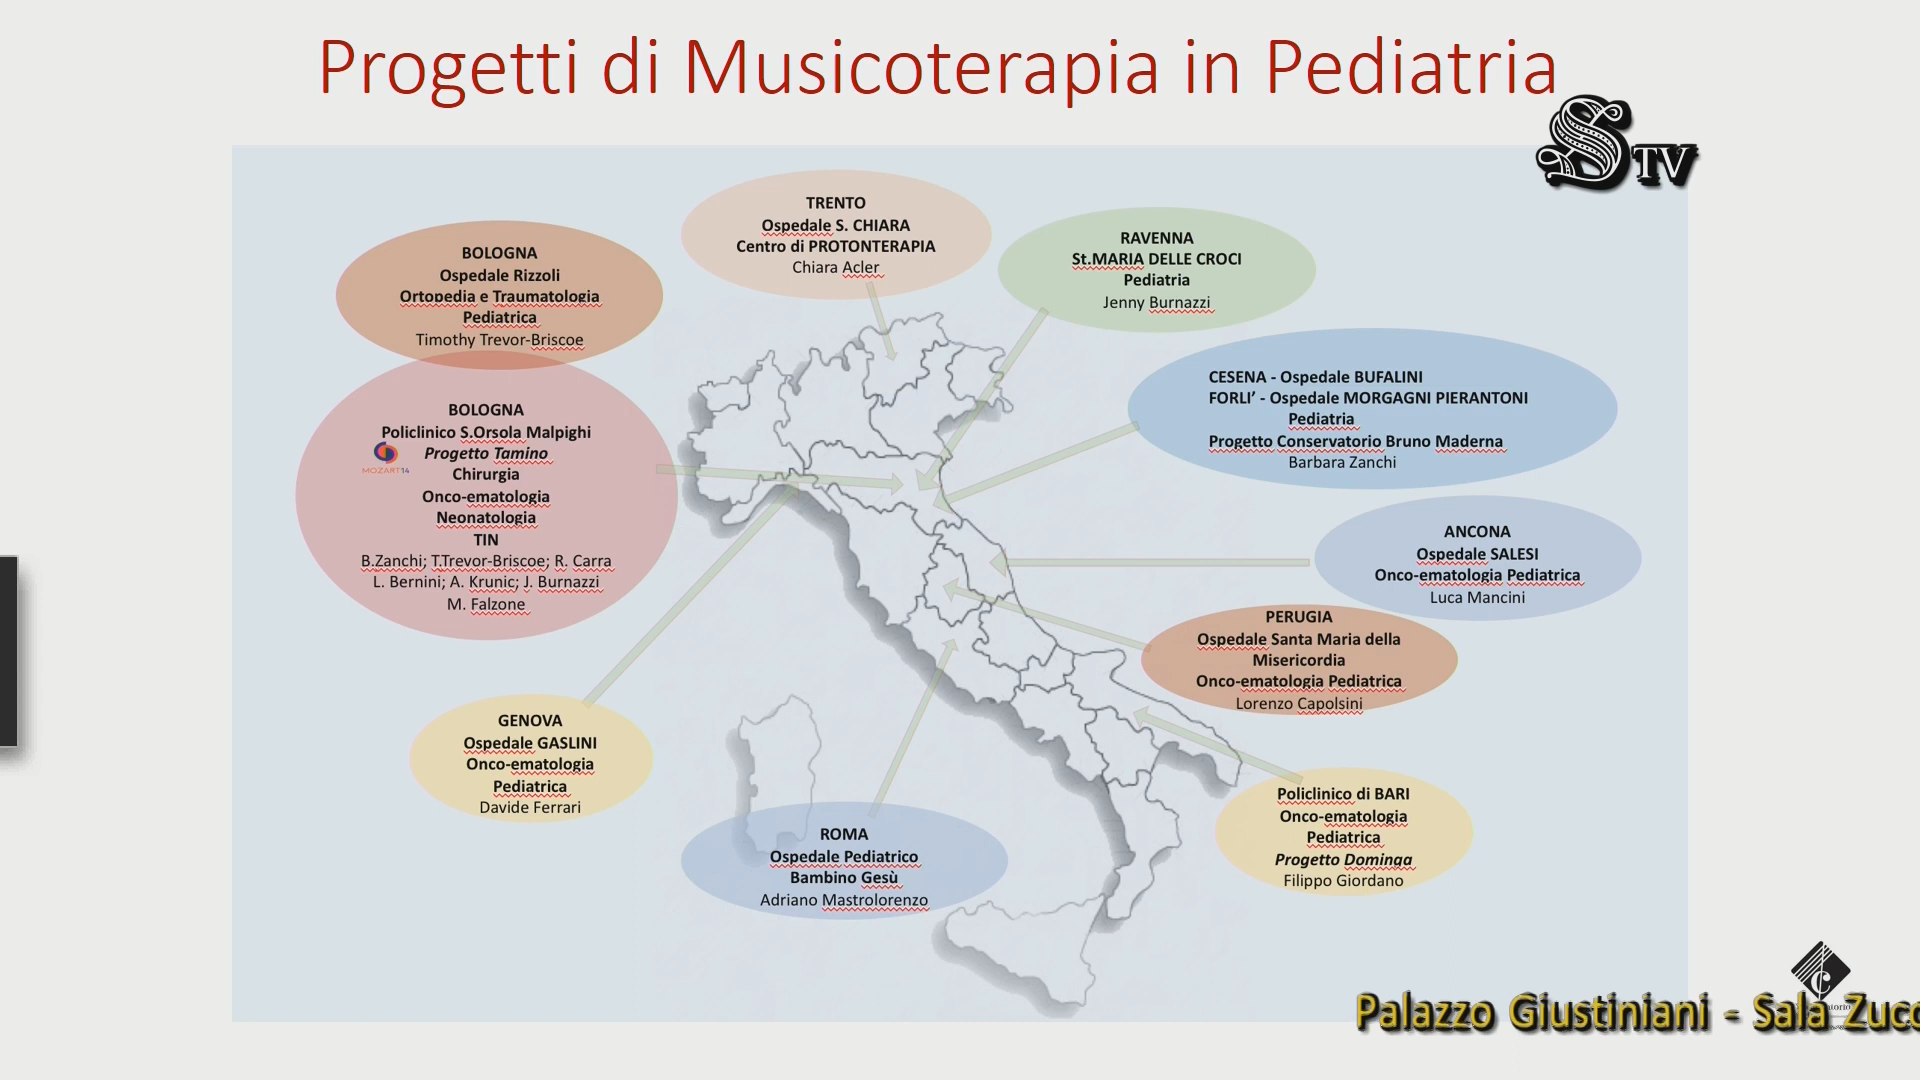 Progetti di Musicoterapia in Pediatria
S TV
TRENTO
Ospedale S. CHIARA
Centro di PROTONTERAPIA
Chiara Acler
BOLOGNA
Ospedale Rizzoli
Ortopedia e Traumatologia
Pediatrica
Timothy Trevor-Briscoe
RAVENNA
St.MARIA DELLE CROCI
Pediatria
Jenny Burnazzi
CESENA - Ospedale BUFALINI
FORLI’ - Ospedale MORGAGNI PIERANTONI
Pediatria
Progetto Conservatorio Bruno Maderna
Barbara Zanchi
BOLOGNA
Policlinico S.Orsola Malpighi
Progetto Tamino
MOZART14
Chirurgia
Onco-ematologia
Neonatologia
TIN
B.Zanchi; T.Trevor-Briscoe; R. Carra
L. Bernini; A. Krunic; J. Burnazzi
M. Falzone
ANCONA
Ospedale SALESI
Onco-ematologia Pediatrica
Luca Mancini
PERUGIA
Ospedale Santa Maria della
Misericordia
Onco-ematologia Pediatrica
Lorenzo Capolsini
GENOVA
Ospedale GASLINI
Onco-ematologia
Pediatrica
Davide Ferrari
ROMA
Ospedale Pediatrico
Bambino Gesù
Adriano Mastrolorenzo
Policlinico di BARI
Onco-ematologia
Pediatrica
Progetto Dominga
Filippo Giordano
Palazzo Giustiniani - Sala Zucc